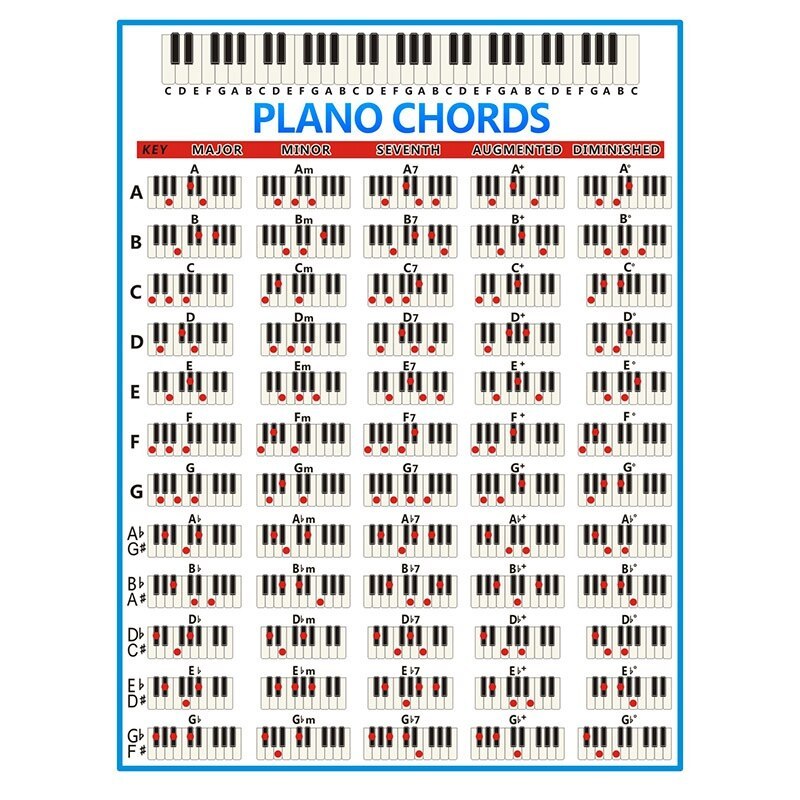 C D E F G A B C D E F G A B C D E F G A B C D E F G A B C
PLANO CHORDS
KEY MAJOR MINOR SEVENTH AUGMENTED DIMINISHED
A Am A7 A+ A°
A
B Bm B7 B+ B°
B
C Cm C7 C+ C°
C
D Dm D7 D+ D°
D
E Em E7 E+ E°
E
F Fm F7 F+ F°
F
G Gm G7 G+ G°
G
A♭ A♭m A♭7 A♭+ A♭°
A♭
G♯
B♭ B♭m B♭7 B♭+ B♭°
B♭
A♯
D♭ D♭m D♭7 D♭+ D♭°
D♭
C♯
E♭ E♭m E♭7 E♭+ E♭°
E♭
D♯
G♭ G♭m G♭7 G♭+ G♭°
G♭
F♯